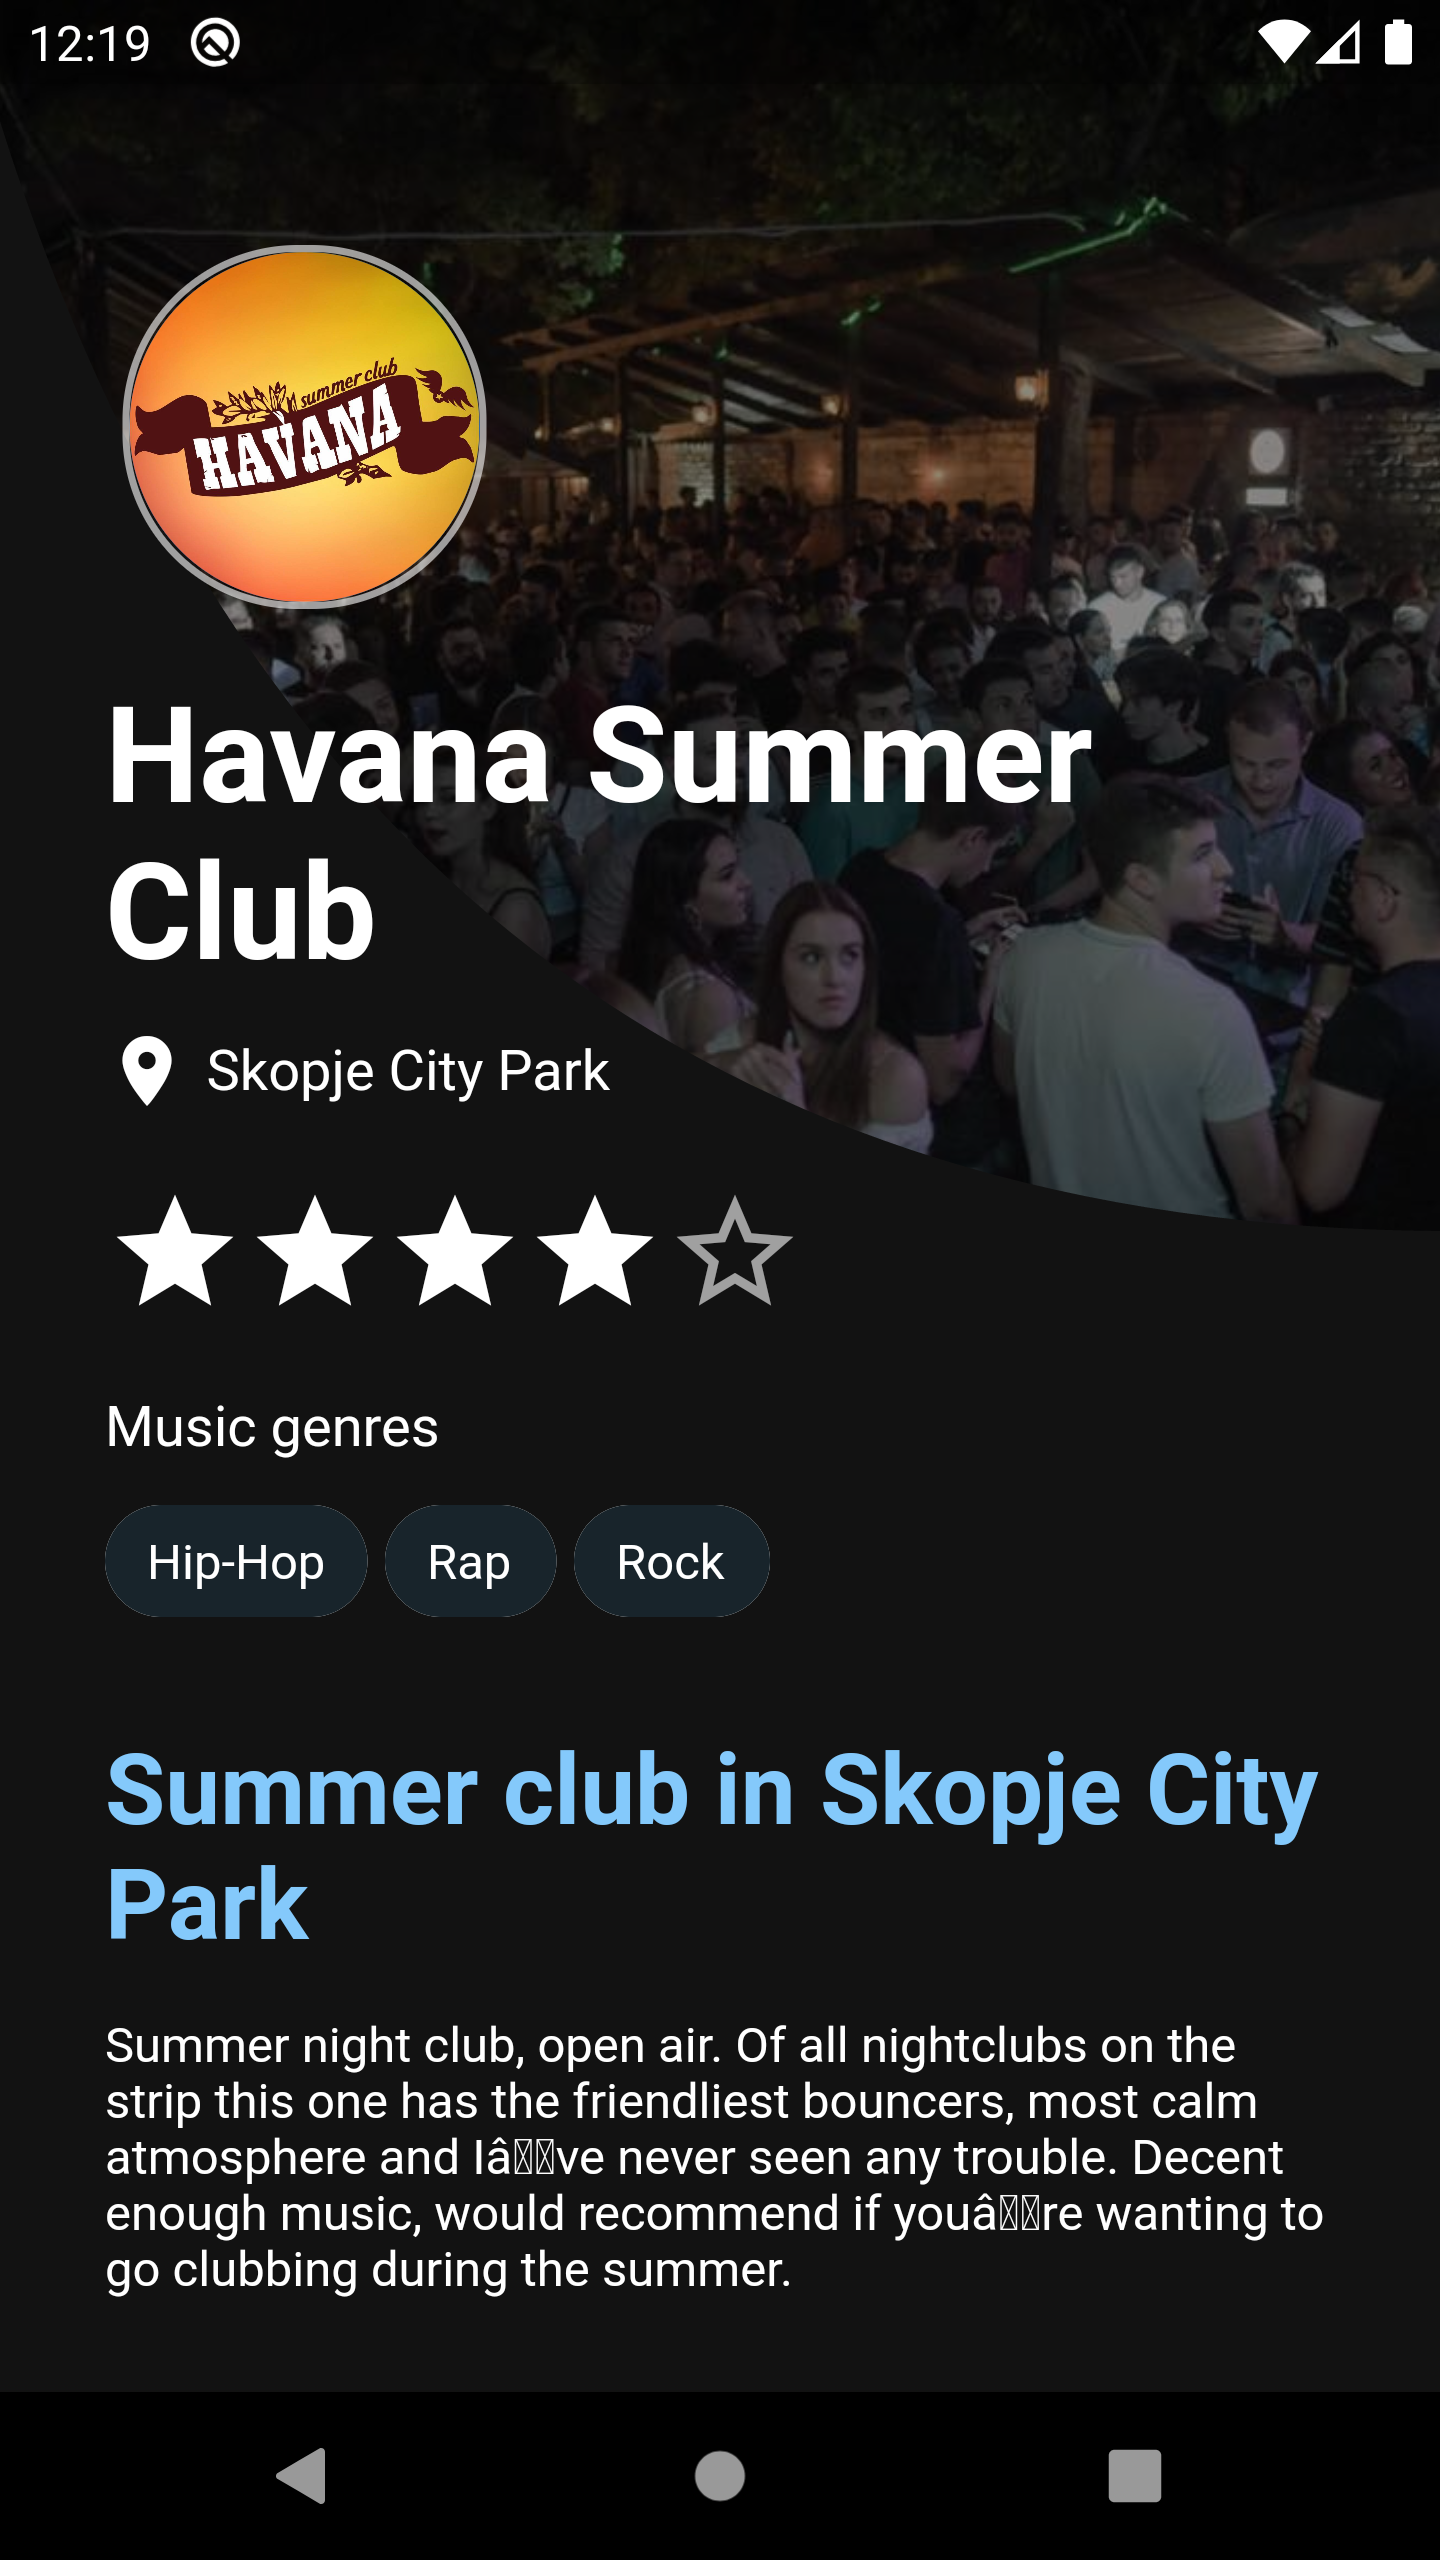 12:19
summer club
HAVANA
Havana Summer
Club
Skopje City Park
Music genres
Hip-Hop
Rap
Rock
Summer club in Skopje City
Park
Summer night club, open air. Of all nightclubs on the
strip this one has the friendliest bouncers, most calm
atmosphere and Iâ��ve never seen any trouble. Decent
enough music, would recommend if youâ��re wanting to
go clubbing during the summer.